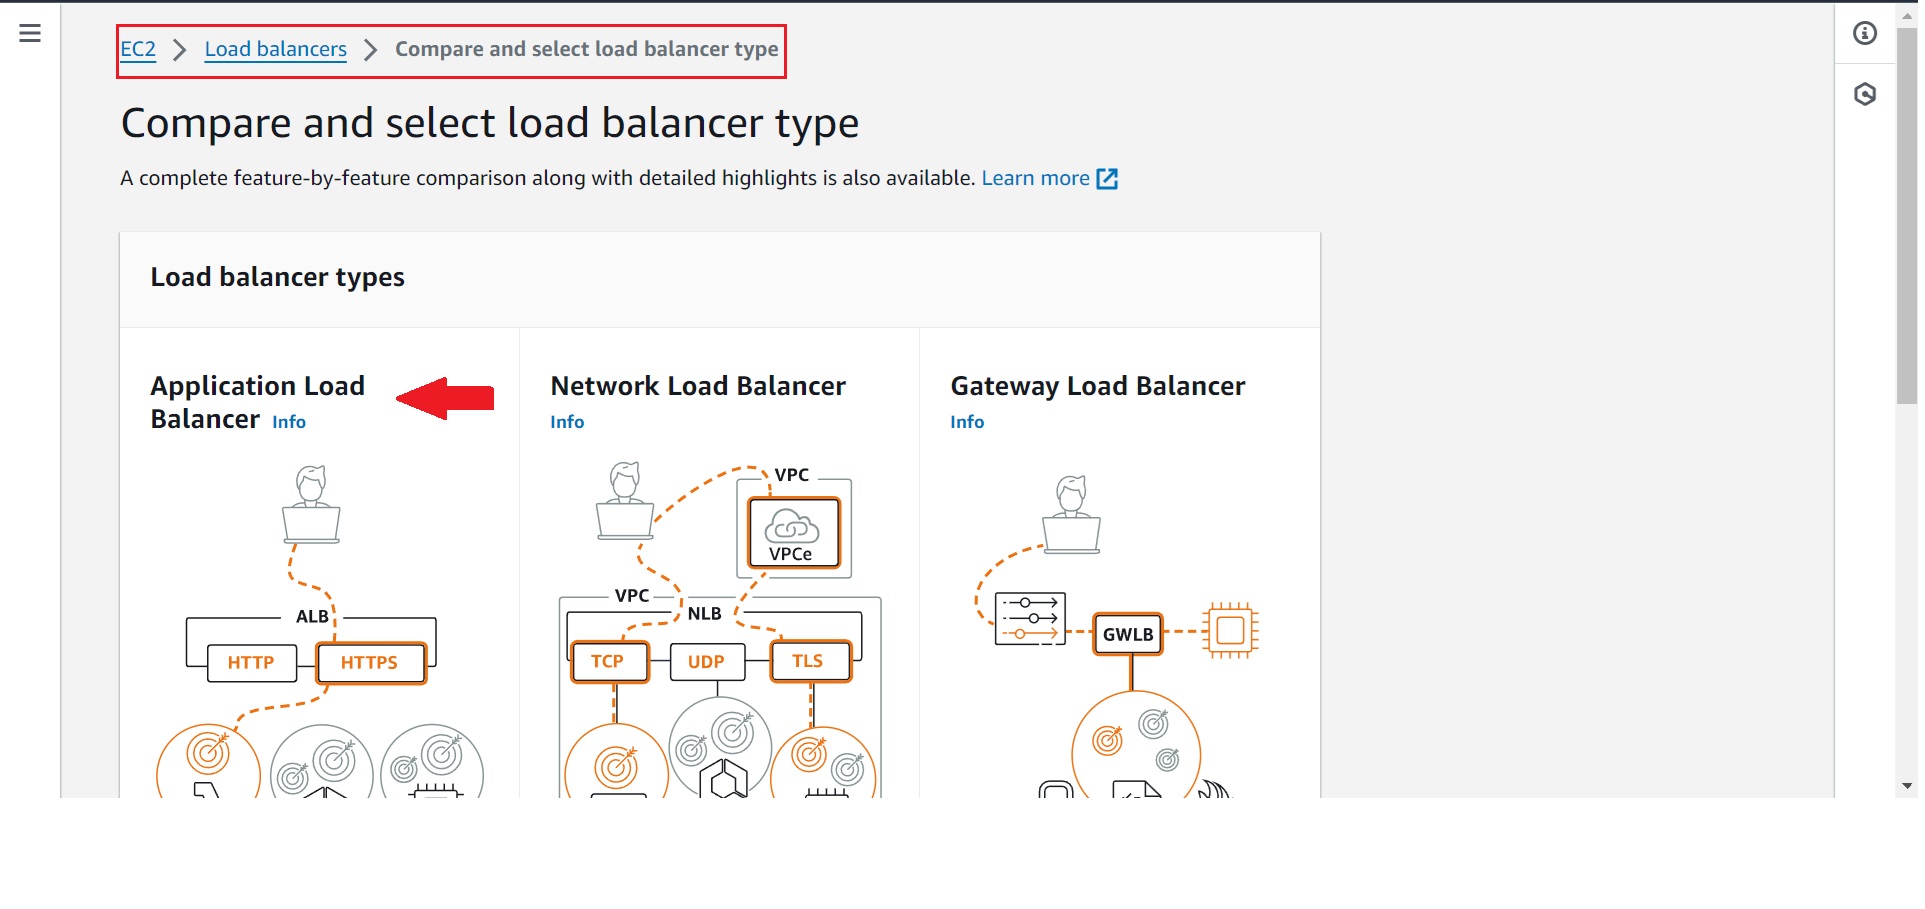 EC2 Load balancers Compare and select load balancer type
Compare and select load balancer type
A complete feature-by-feature comparison along with detailed highlights is also available. Learn more
Load balancer types
Application Load
Balancer Info
ALB
HTTP HTTPS
Network Load Balancer
Info
VPC
VPCe
VPC
NLB
TCP UDP TLS
Gateway Load Balancer
Info
GWLB